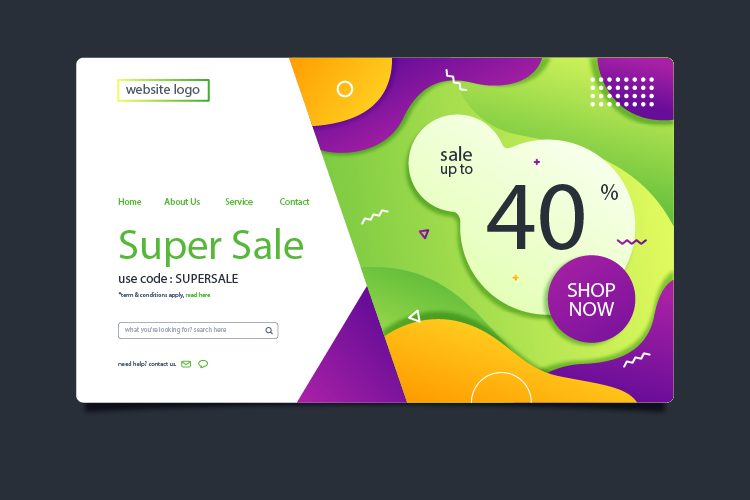 website logo
Home About Us Service Contact
Super Sale
use code : SUPERSALE
*term & conditions apply, read here
what you're looking for? search here
need help? contact us.
sale
up to
40 %
SHOP
NOW